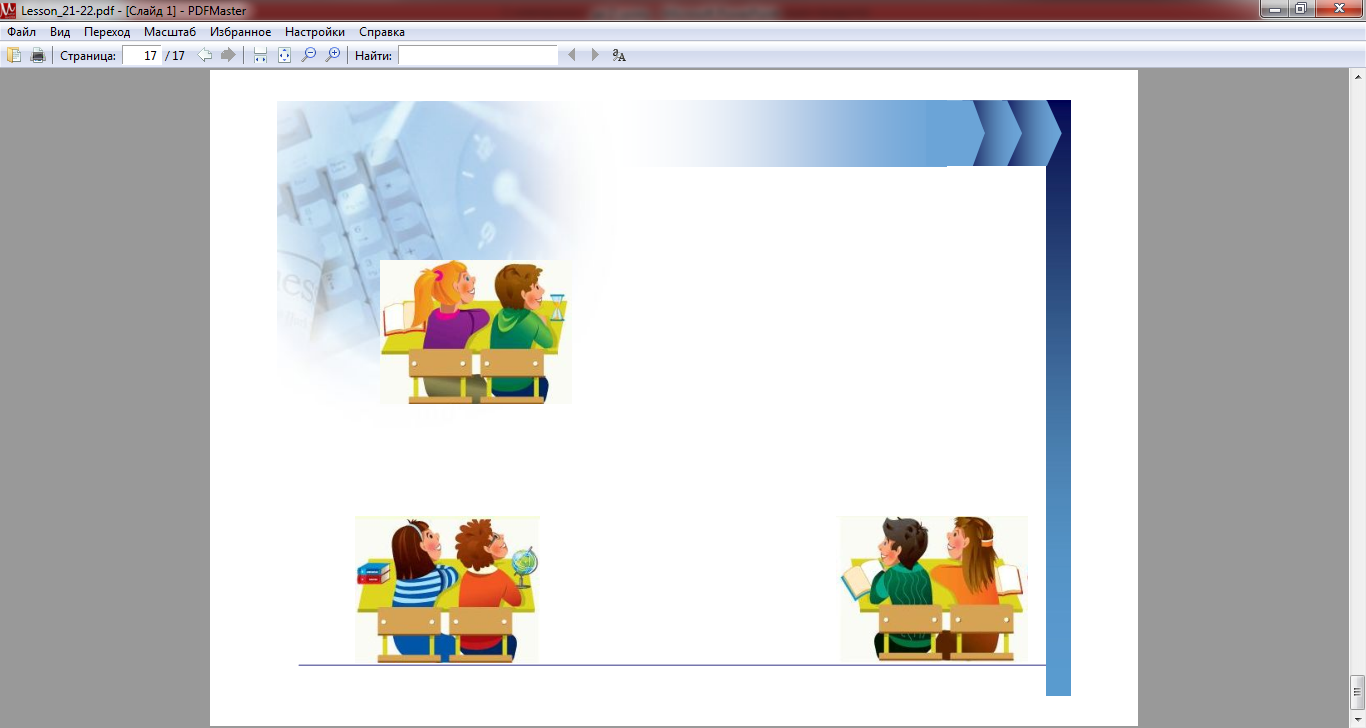 Lesson_21-22.pdf - [Слайд 1] - PDFMaster
Файл Вид Переход Масштаб Избранное Настройки Справка
Страница: 17 / 17 Найти: